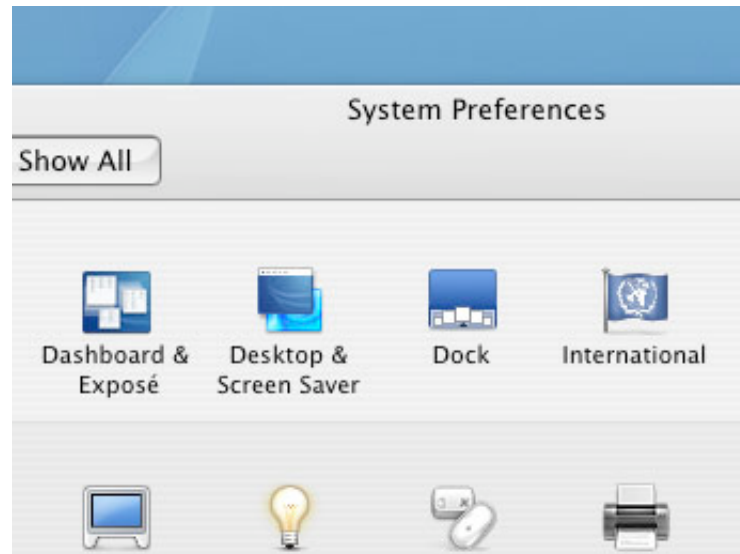 System Preferences
Show All
Dashboard &
Exposé
Desktop &
Screen Saver
Dock
International